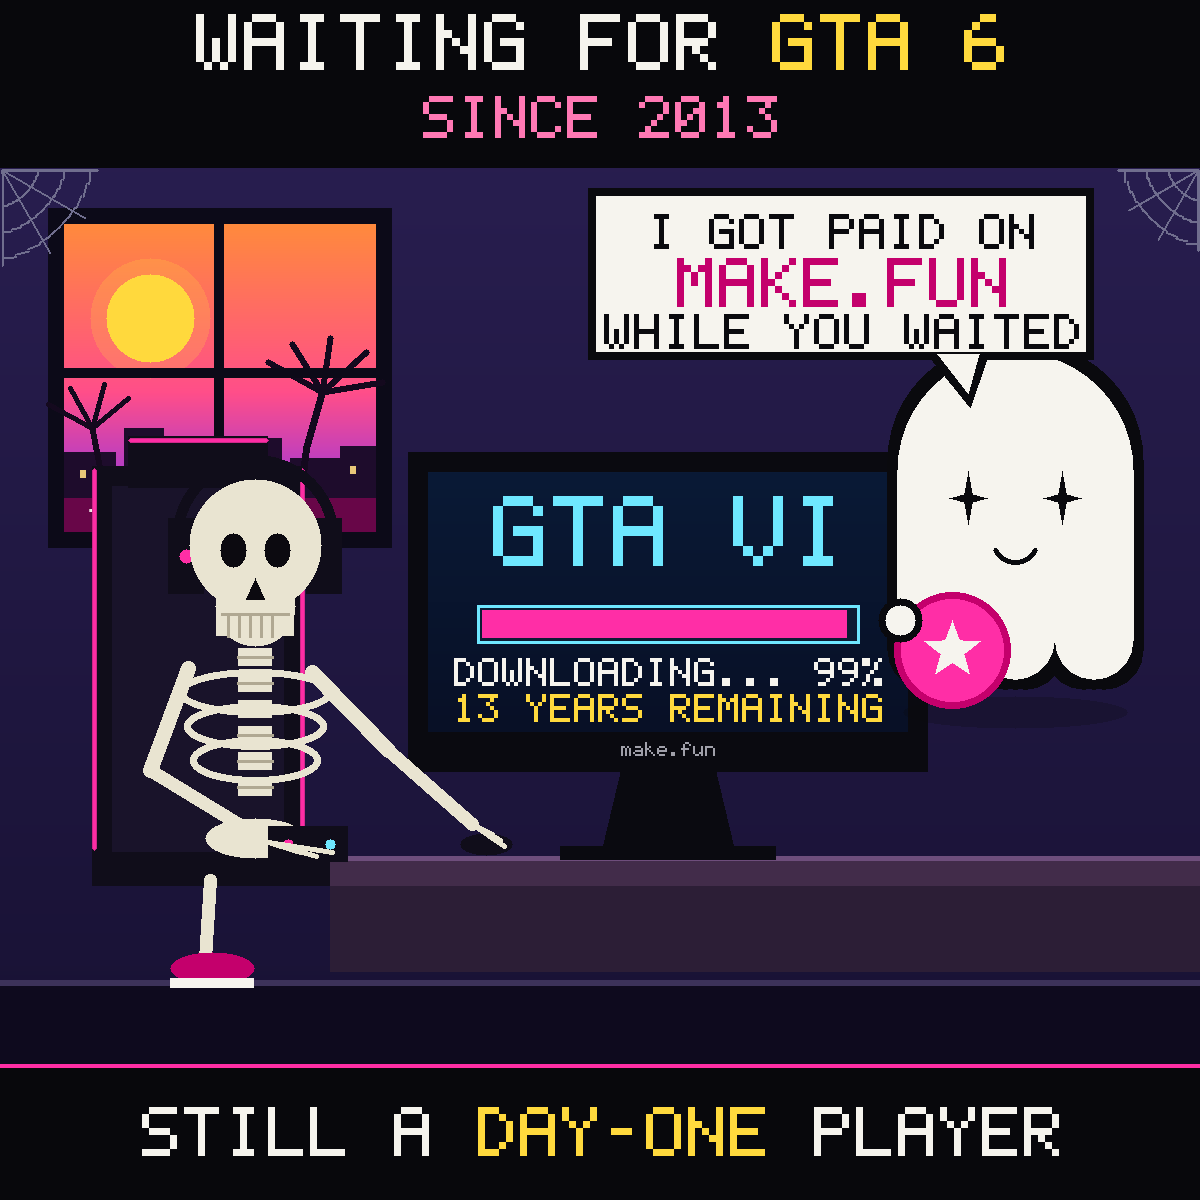 WAITING FOR GTA 6
SINCE 2013
I GOT PAID ON
MAKE.FUN
WHILE YOU WAITED
GTA VI
DOWNLOADING... 99%
13 YEARS REMAINING
make.fun
STILL A DAY-ONE PLAYER